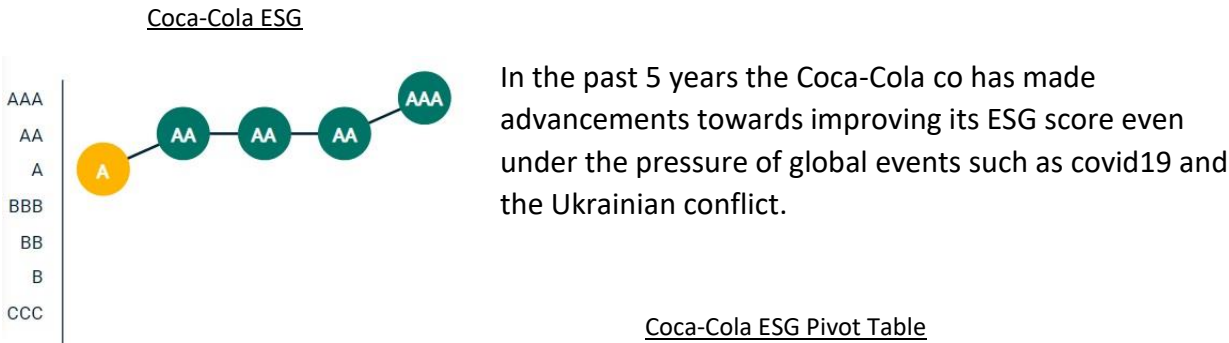 Coca-Cola ESG
AAA
AA
A
BBB
BB
B
CCC
A
AA
AA
AA
AAA
In the past 5 years the Coca-Cola co has made
advancements towards improving its ESG score even
under the pressure of global events such as covid19 and
the Ukrainian conflict.
Coca-Cola ESG Pivot Table